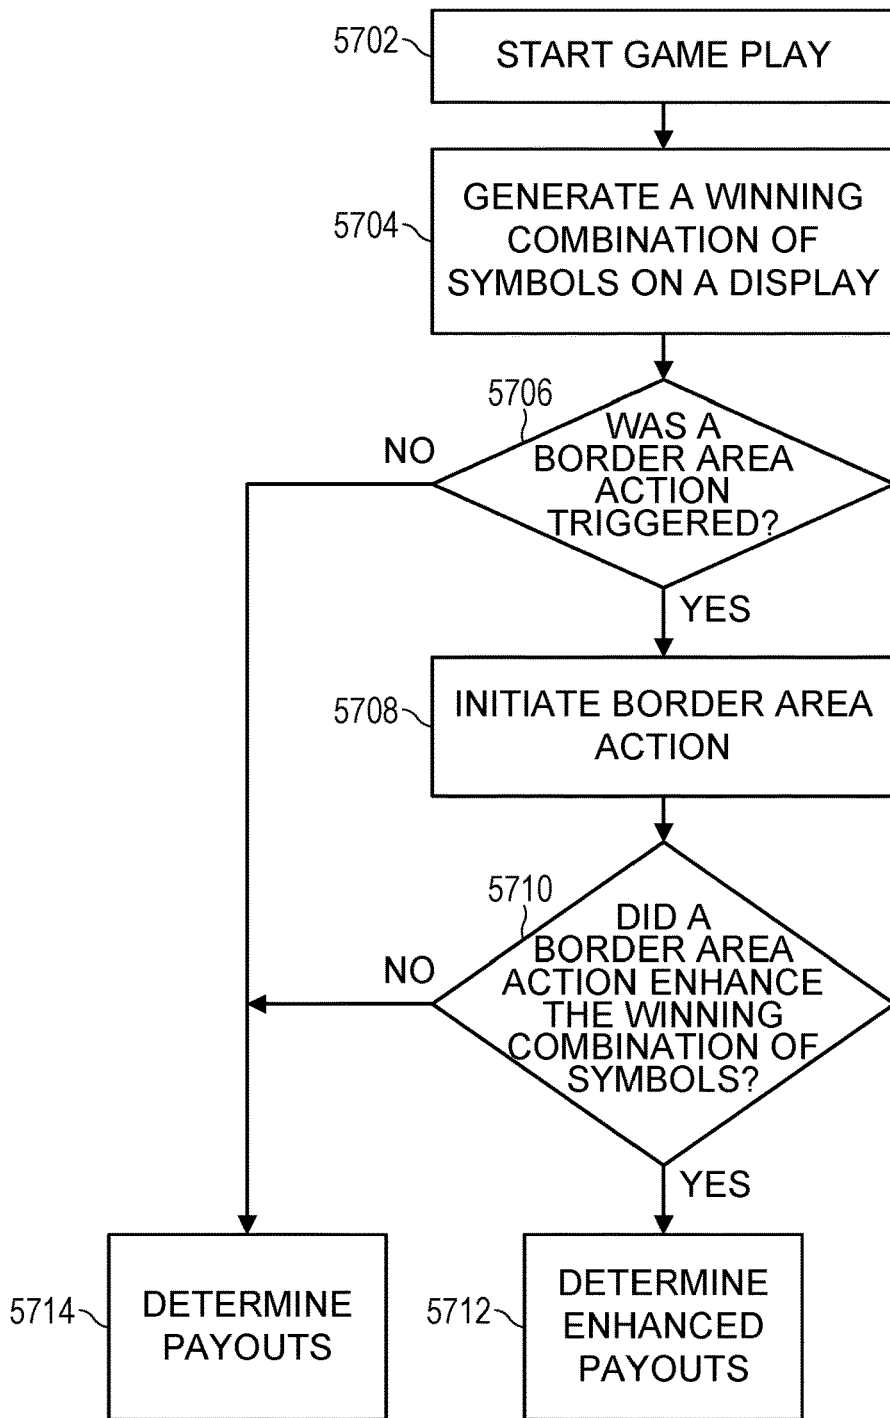 5702
START GAME PLAY
5704
GENERATE A WINNING
COMBINATION OF
SYMBOLS ON A DISPLAY
5706
WAS A
BORDER AREA
ACTION
TRIGGERED?
NO
YES
5708
INITIATE BORDER AREA
ACTION
5710
DID A
BORDER AREA
ACTION ENHANCE
THE WINNING
COMBINATION OF
SYMBOLS?
NO
YES
5714
DETERMINE
PAYOUTS
5712
DETERMINE
ENHANCED
PAYOUTS